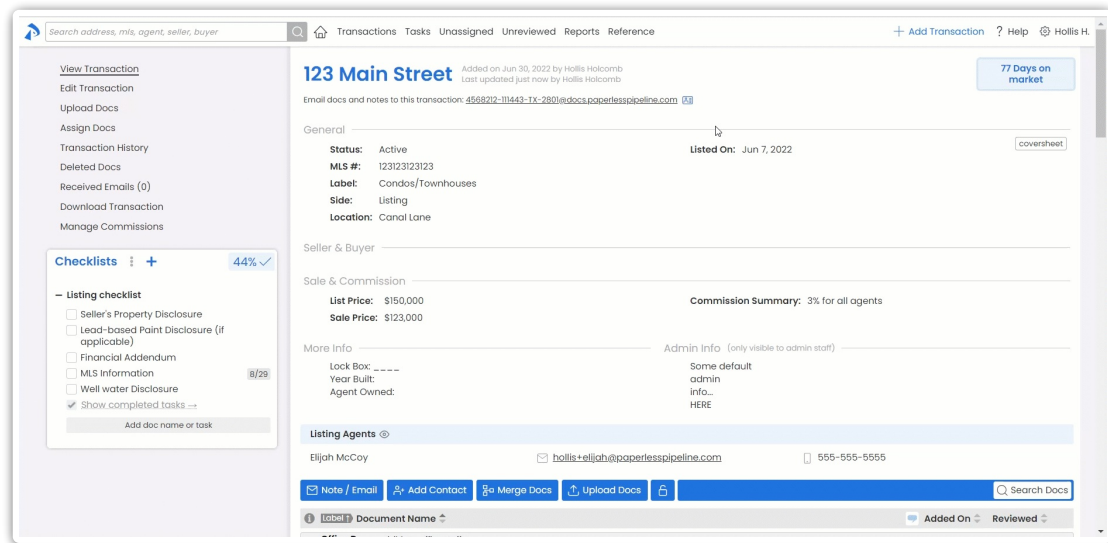 Search address, mls, agent, seller, buyer
Transactions Tasks Unassigned Unreviewed Reports Reference
+ Add Transaction ? Help Hollis H.
View Transaction
Edit Transaction
Upload Docs
Assign Docs
Transaction History
Deleted Docs
Received Emails (0)
Download Transaction
Manage Commissions
Checklists + 44%
Listing checklist
Seller's Property Disclosure
Lead-based Paint Disclosure (if
applicable)
Financial Addendum
MLS Information 8/29
Well water Disclosure
Show completed tasks →
Add doc name or task
123 Main Street
Added on Jun 30, 2022 by Hollis Holcomb
Last updated just now by Hollis Holcomb
77 Days on
market
Email docs and notes to this transaction: 4568212-111443-TX-2801@docs.paperlesspipeline.com
General
coversheet
Status: Active Listed On: Jun 7, 2022
MLS #: 123123123123
Label: Condos/Townhouses
Side: Listing
Location: Canal Lane
Seller & Buyer
Sale & Commission
List Price: $150,000 Commission Summary: 3% for all agents
Sale Price: $123,000
More Info Admin Info (only visible to admin staff)
Lock Box: ____ Some default
Year Built: admin
Agent Owned: info...
HERE
Listing Agents
Elijah McCoy hollis+elijah@paperlesspipeline.com 555-555-5555
Note / Email Add Contact Merge Docs Upload Docs Search Docs
Label ↑ Document Name Added On Reviewed